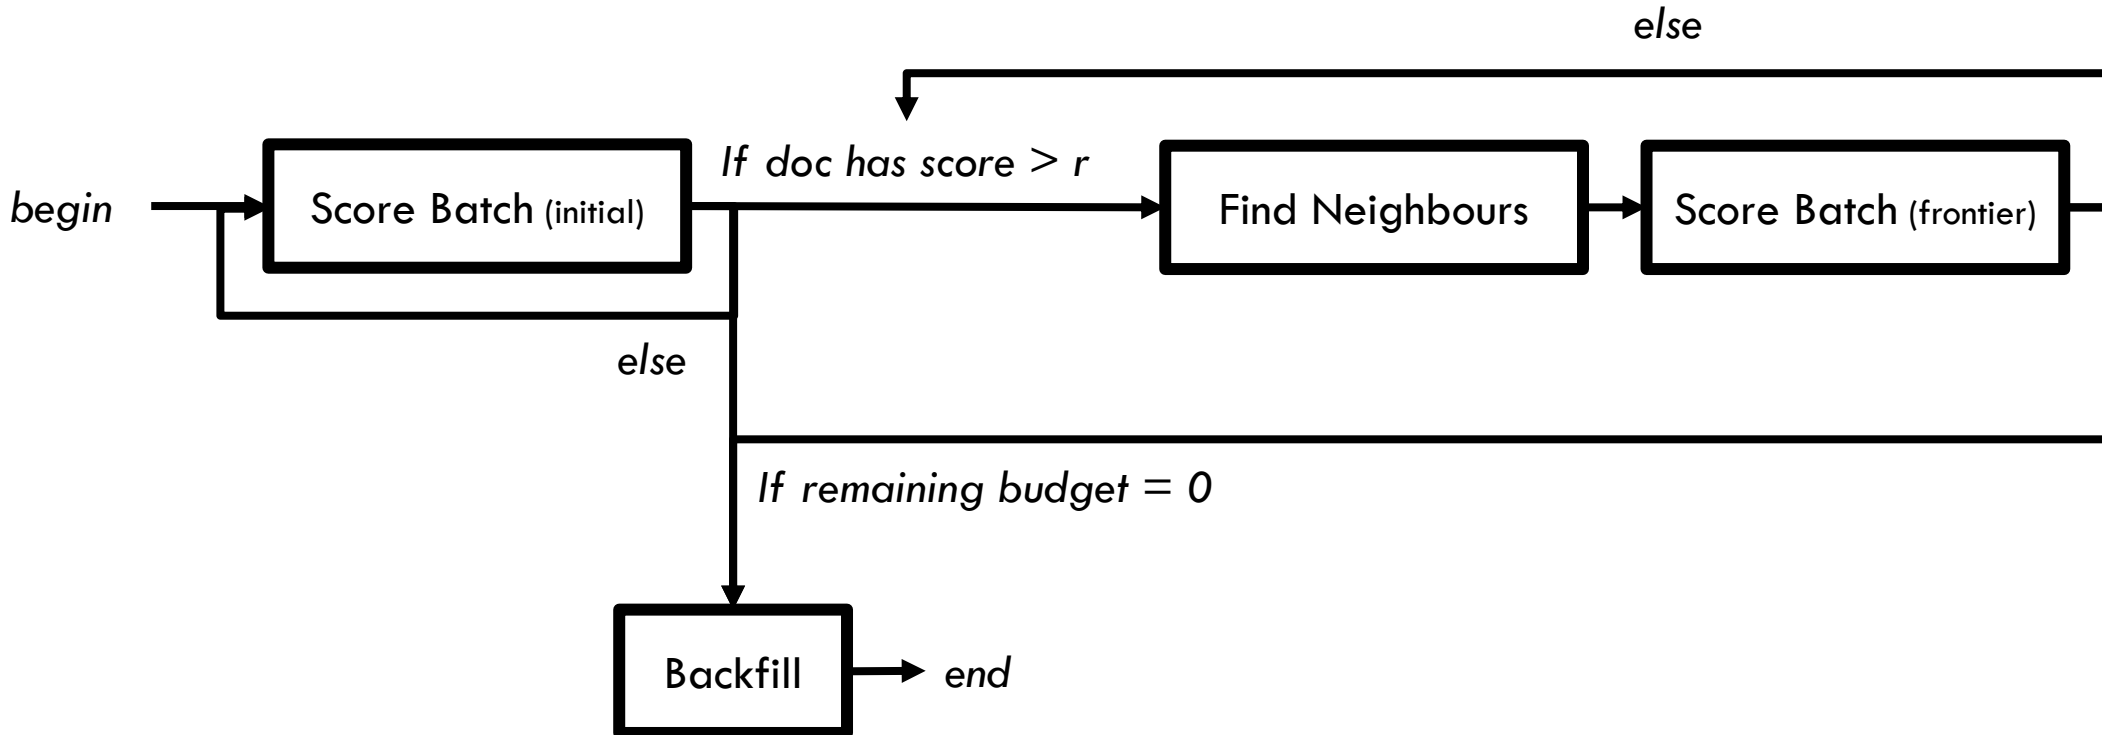 else
If doc has score > r
begin
Score Batch (initial)
Find Neighbours
Score Batch (frontier)
else
If remaining budget = 0
Backfill
end